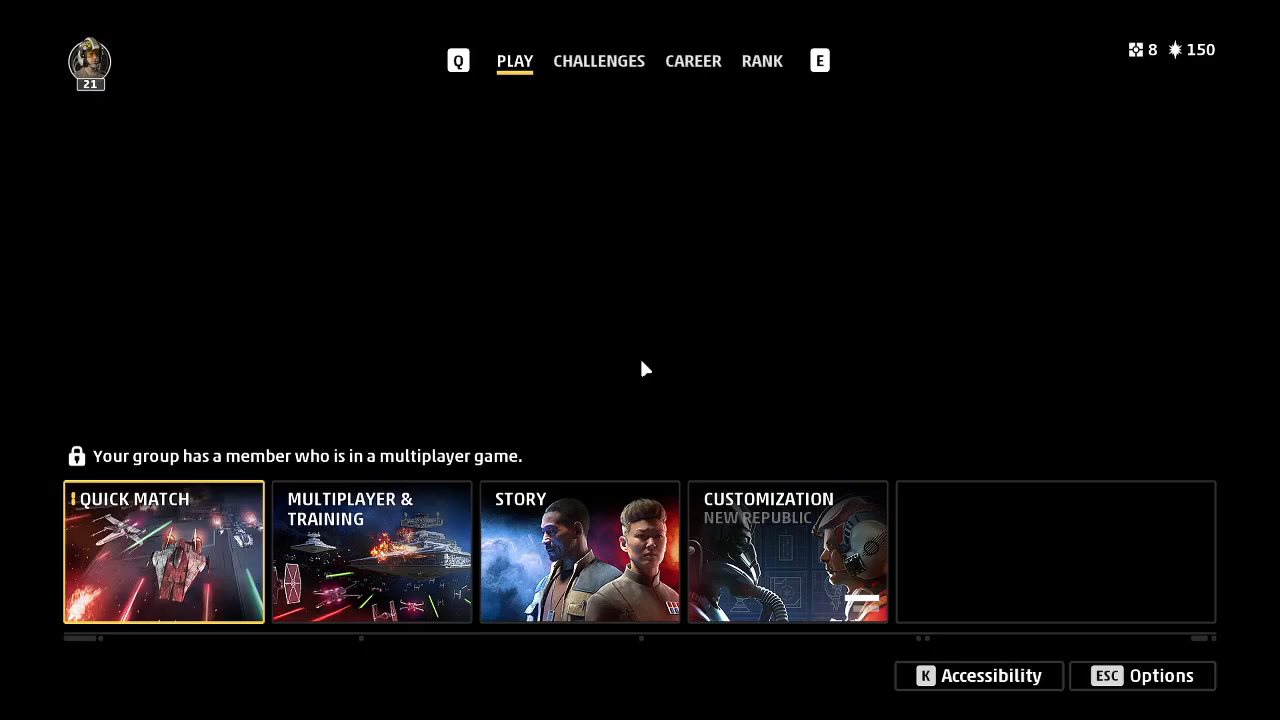 21
Q PLAY CHALLENGES CAREER RANK E
8 150
Your group has a member who is in a multiplayer game.
QUICK MATCH
MULTIPLAYER &
TRAINING
STORY
CUSTOMIZATION
NEW REPUBLIC
K Accessibility
ESC Options